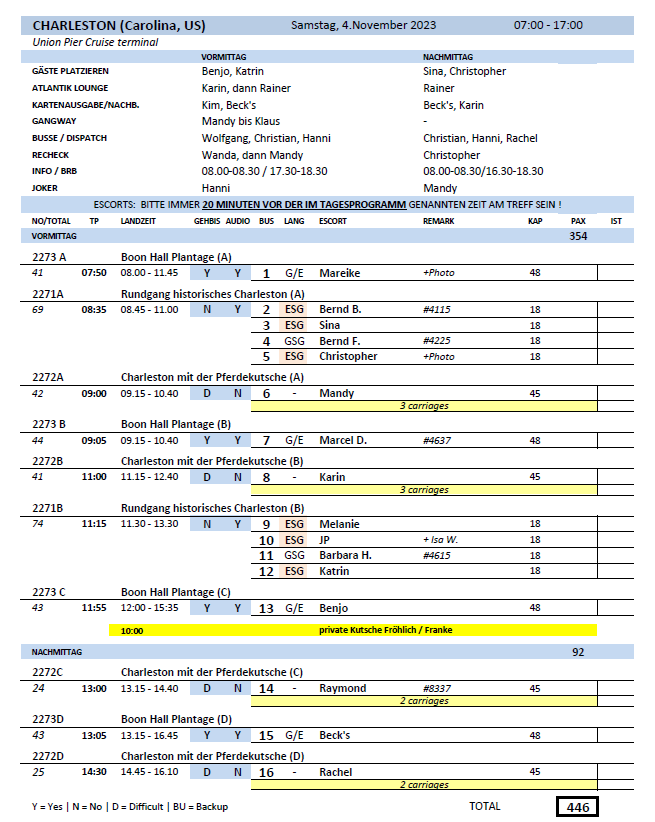 CHARLESTON (Carolina, US) Samstag, 4.November 2023 07:00 - 17:00
Union Pier Cruise terminal
VORMITTAG NACHMITTAG
GÄSTE PLATZIEREN Benjo, Katrin Sina, Christopher
ATLANTIK LOUNGE Karin, dann Rainer Rainer
KARTENAUSGABE/NACHB. Kim, Beck's Beck's, Karin
GANGWAY Mandy bis Klaus -
BUSSE / DISPATCH Wolfgang, Christian, Hanni Christian, Hanni, Rachel
RECHECK Wanda, dann Mandy Christopher
INFO / BRB 08.00-08.30 / 17.30-18.30 08.00-08.30/16.30-18.30
JOKER Hanni Mandy
ESCORTS: BITTE IMMER 20 MINUTEN VOR DER IM TAGESPROGRAMM GENANNTEN ZEIT AM TREFF SEIN !
NO/TOTAL TP LANDZEIT GEHBIS AUDIO BUS LANG ESCORT REMARK KAP PAX IST
VORMITTAG 354
2273 A Boon Hall Plantage (A)
41 07:50 08.00 - 11.45 Y Y 1 G/E Mareike +Photo 48
2271A Rundgang historisches Charleston (A)
69 08:35 08.45 - 11.00 N Y 2 ESG Bernd B. #4115 18
3 ESG Sina 18
4 GSG Bernd F. #4225 18
5 ESG Christopher +Photo 18
2272A Charleston mit der Pferdekutsche (A)
42 09:00 09.15 - 10.40 D N 6 - Mandy 45
3 carriages
2273 B Boon Hall Plantage (B)
44 09:05 09.15 - 10.40 Y Y 7 G/E Marcel D. #4637 48
2272B Charleston mit der Pferdekutsche (B)
41 11:00 11.15 - 12.40 D N 8 - Karin 45
3 carriages
2271B Rundgang historisches Charleston (B)
74 11:15 11.30 - 13.30 N Y 9 ESG Melanie 18
10 ESG JP + Isa W. 18
11 GSG Barbara H. #4615 18
12 ESG Katrin 18
2273 C Boon Hall Plantage (C)
43 11:55 12:00 - 15:35 Y Y 13 G/E Benjo 48
10:00 private Kutsche Fröhlich / Franke
NACHMITTAG 92
2272C Charleston mit der Pferdekutsche (C)
24 13:00 13.15 - 14.40 D N 14 - Raymond #8337 45
2 carriages
2273D Boon Hall Plantage (D)
43 13:05 13.15 - 16.45 Y Y 15 G/E Beck's 48
2272D Charleston mit der Pferdekutsche (D)
25 14:30 14.45 - 16.10 D N 16 - Rachel 45
2 carriages
Y = Yes | N = No | D = Difficult | BU = Backup TOTAL 446